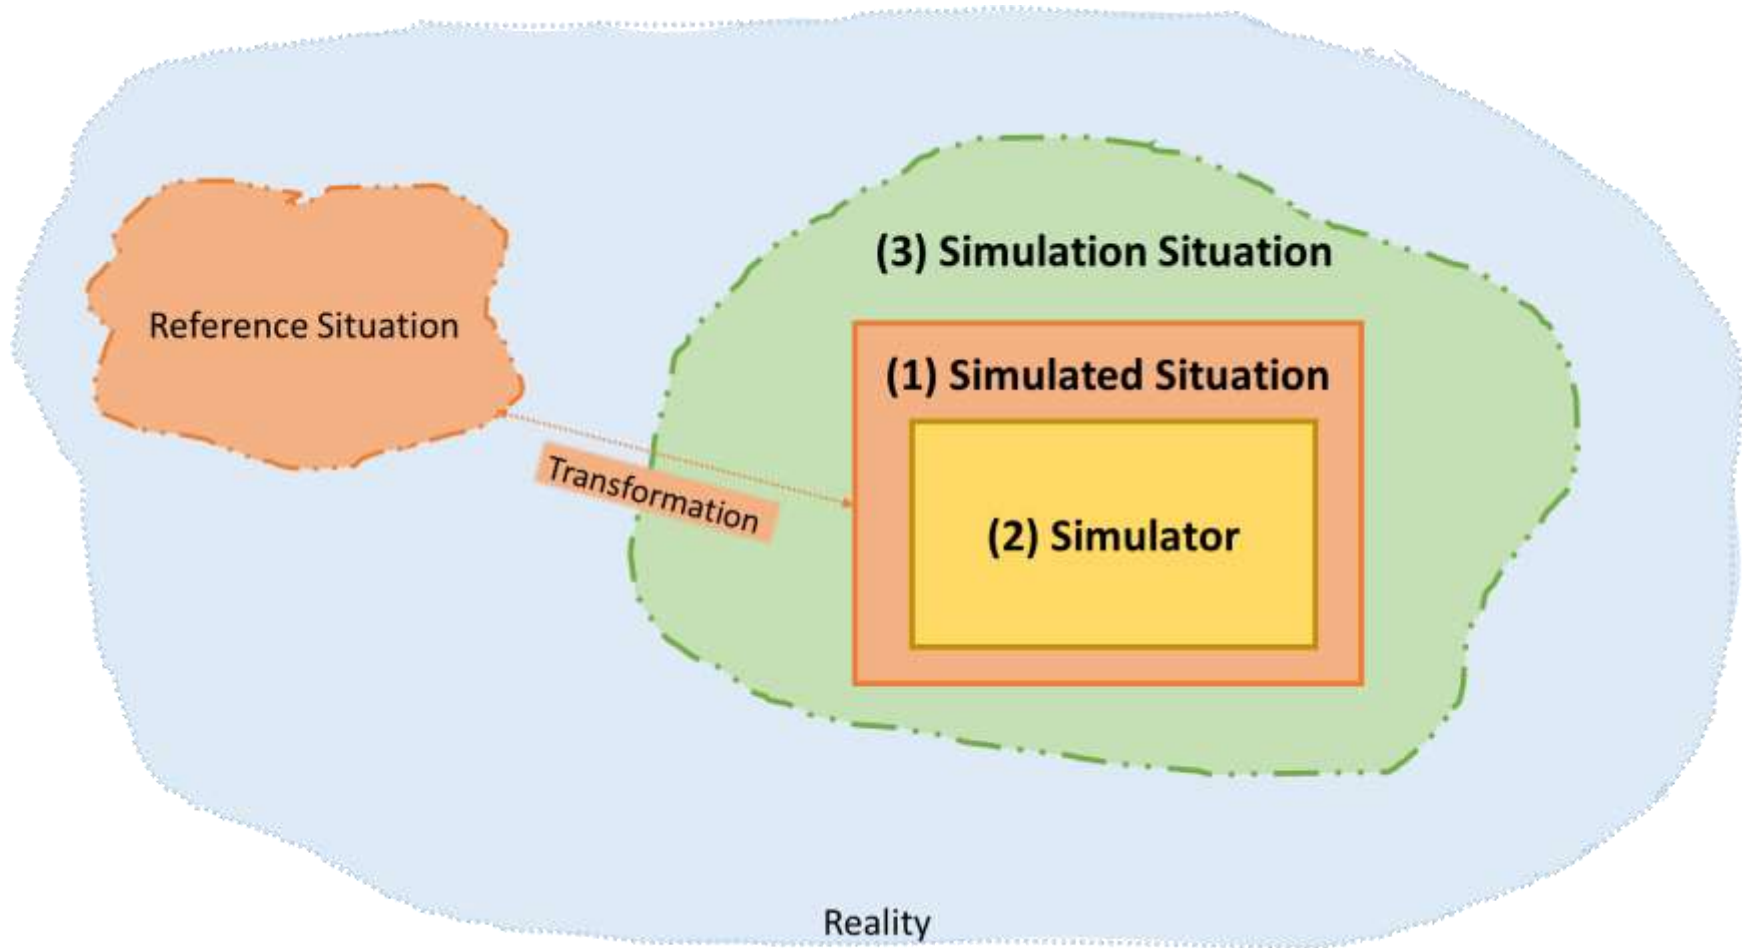 (3) Simulation Situation
Reference Situation
(1) Simulated Situation
Transformation
(2) Simulator
Reality